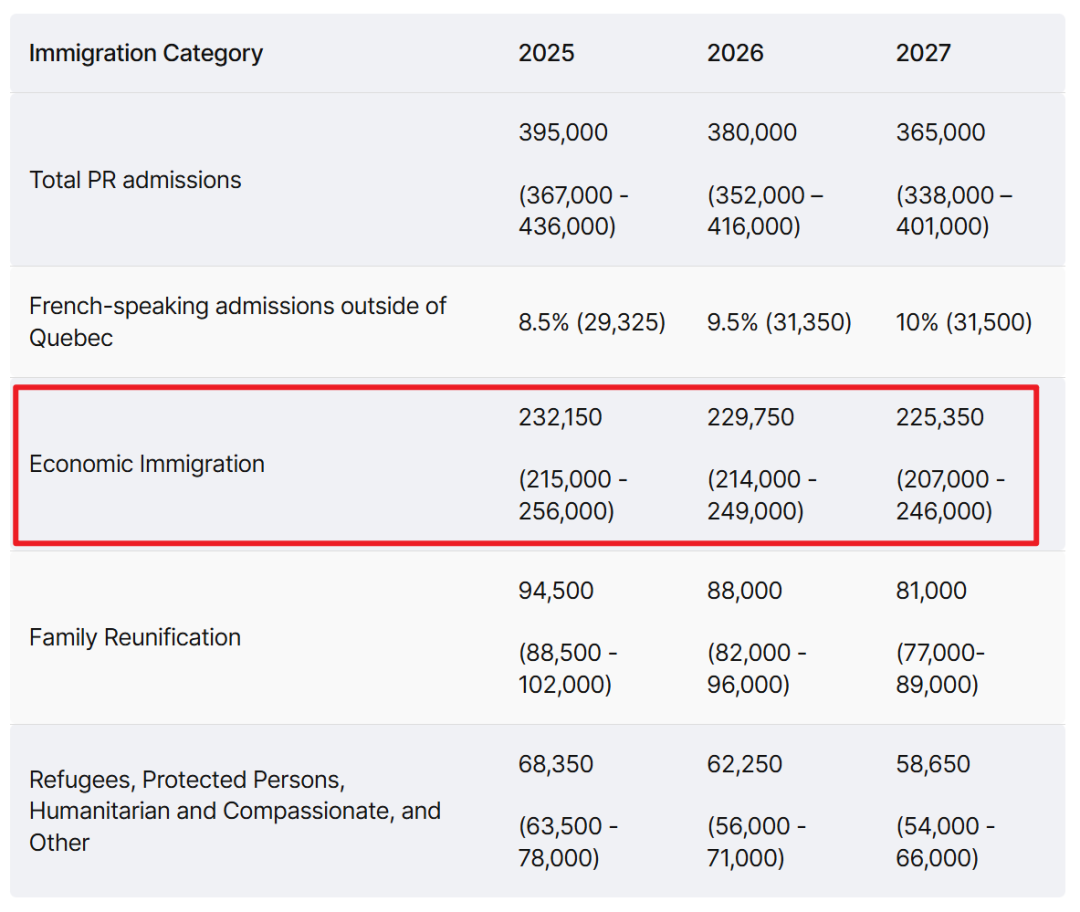 Immigration Category 2025 2026 2027
395,000 380,000 365,000
Total PR admissions
(367,000 - (352,000 – (338,000 –
436,000) 416,000) 401,000)
French-speaking admissions outside of
Quebec
8.5% (29,325) 9.5% (31,350) 10% (31,500)
232,150 229,750 225,350
Economic Immigration
(215,000 - (214,000 - (207,000 -
256,000) 249,000) 246,000)
94,500 88,000 81,000
Family Reunification
(88,500 - (82,000 - (77,000-
102,000) 96,000) 89,000)
68,350 62,250 58,650
Refugees, Protected Persons,
Humanitarian and Compassionate, and
Other
(63,500 - (56,000 - (54,000 -
78,000) 71,000) 66,000)